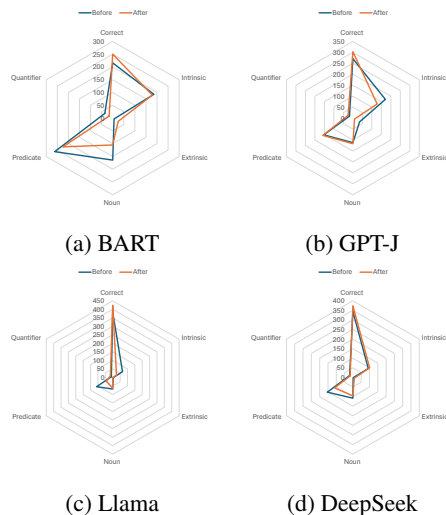 Before After
Correct
300
250
200
150
100
50
0
Quantifier
Intrinsic
Predicate
Extrinsic
Noun
(a) BART
Before After
Correct
350
300
250
200
150
100
50
0
Quantifier
Intrinsic
Predicate
Extrinsic
Noun
(b) GPT-J
Before After
Correct
450
400
350
300
250
200
150
100
50
0
Quantifier
Intrinsic
Predicate
Extrinsic
Noun
(c) Llama
Before After
Correct
400
350
300
250
200
150
100
50
0
Quantifier
Intrinsic
Predicate
Extrinsic
Noun
(d) DeepSeek